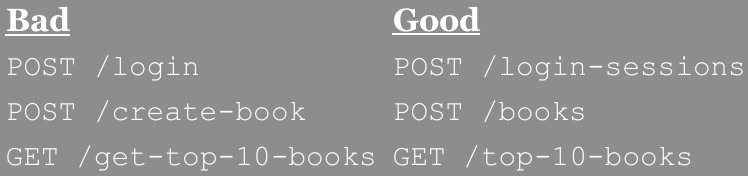 Bad Good
POST /login POST /login-sessions
POST /create-book POST /books
GET /get-top-10-books GET /top-10-books